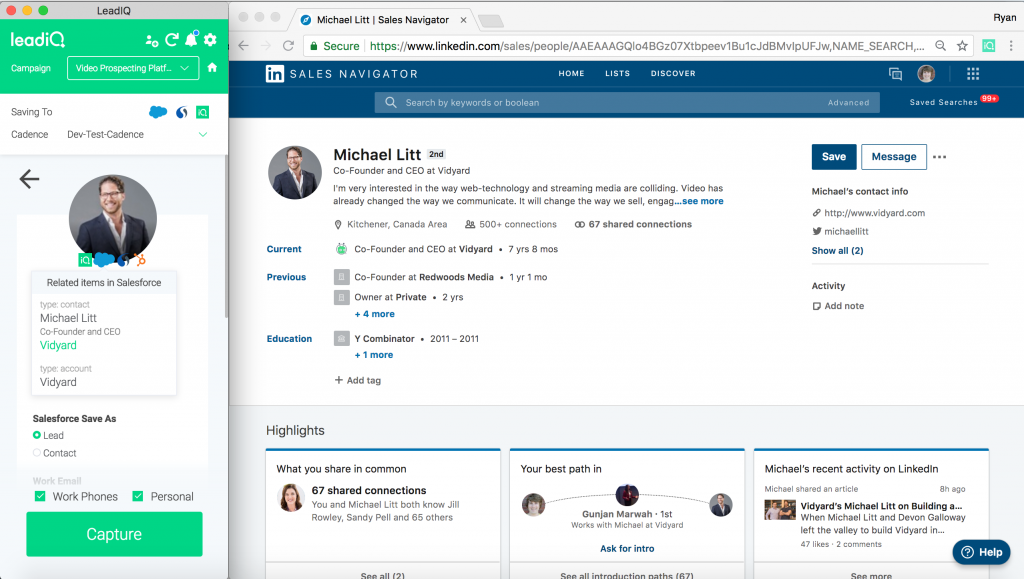 LeadIQ
leadiQ
Campaign
Video Prospecting Platf...
Saving To
Cadence Dev-Test-Cadence
iQ
Related items in Salesforce
type: contact
Michael Litt
Co-Founder and CEO
Vidyard
type: account
Vidyard
Salesforce Save As
Lead
Contact
Work Email
Work Phones Personal
Capture
Michael Litt | Sales Navigator
Ryan
Secure https://www.linkedin.com/sales/people/
in SALES NAVIGATOR
HOME LISTS DISCOVER
Search by keywords or boolean Advanced
Saved Searches 99+
Michael Litt 2nd
Co-Founder and CEO at Vidyard
I'm very interested in the way web-technology and streaming media are colliding. Video has
already changed the way we communicate. It will change the way we sell, engag...see more
Kitchener, Canada Area 500+ connections 67 shared connections
Current Co-Founder and CEO at Vidyard • 7 yrs 8 mos
Previous Co-Founder at Redwoods Media • 1 yr 1 mo
Owner at Private • 2 yrs
+ 4 more
Education Y Combinator • 2011 – 2011
+ 1 more
+ Add tag
Save Message
Michael's contact info
http://www.vidyard.com
michaellitt
Show all (2)
Activity
Add note
Highlights
What you share in common
67 shared connections
You and Michael Litt both know Jill
Rowley, Sandy Pell and 65 others
See all (2)
Your best path in
Gunjan Marwah · 1st
Works with Michael at Vidyard
Ask for intro
See all introduction paths (67)
Michael's recent activity on LinkedIn
Michael shared an article 8h ago
Vidyard's Michael Litt on Building a...
When Michael Litt and Devon Galloway
left the valley to build Vidyard in...
47 likes · 2 comments
See more
Help